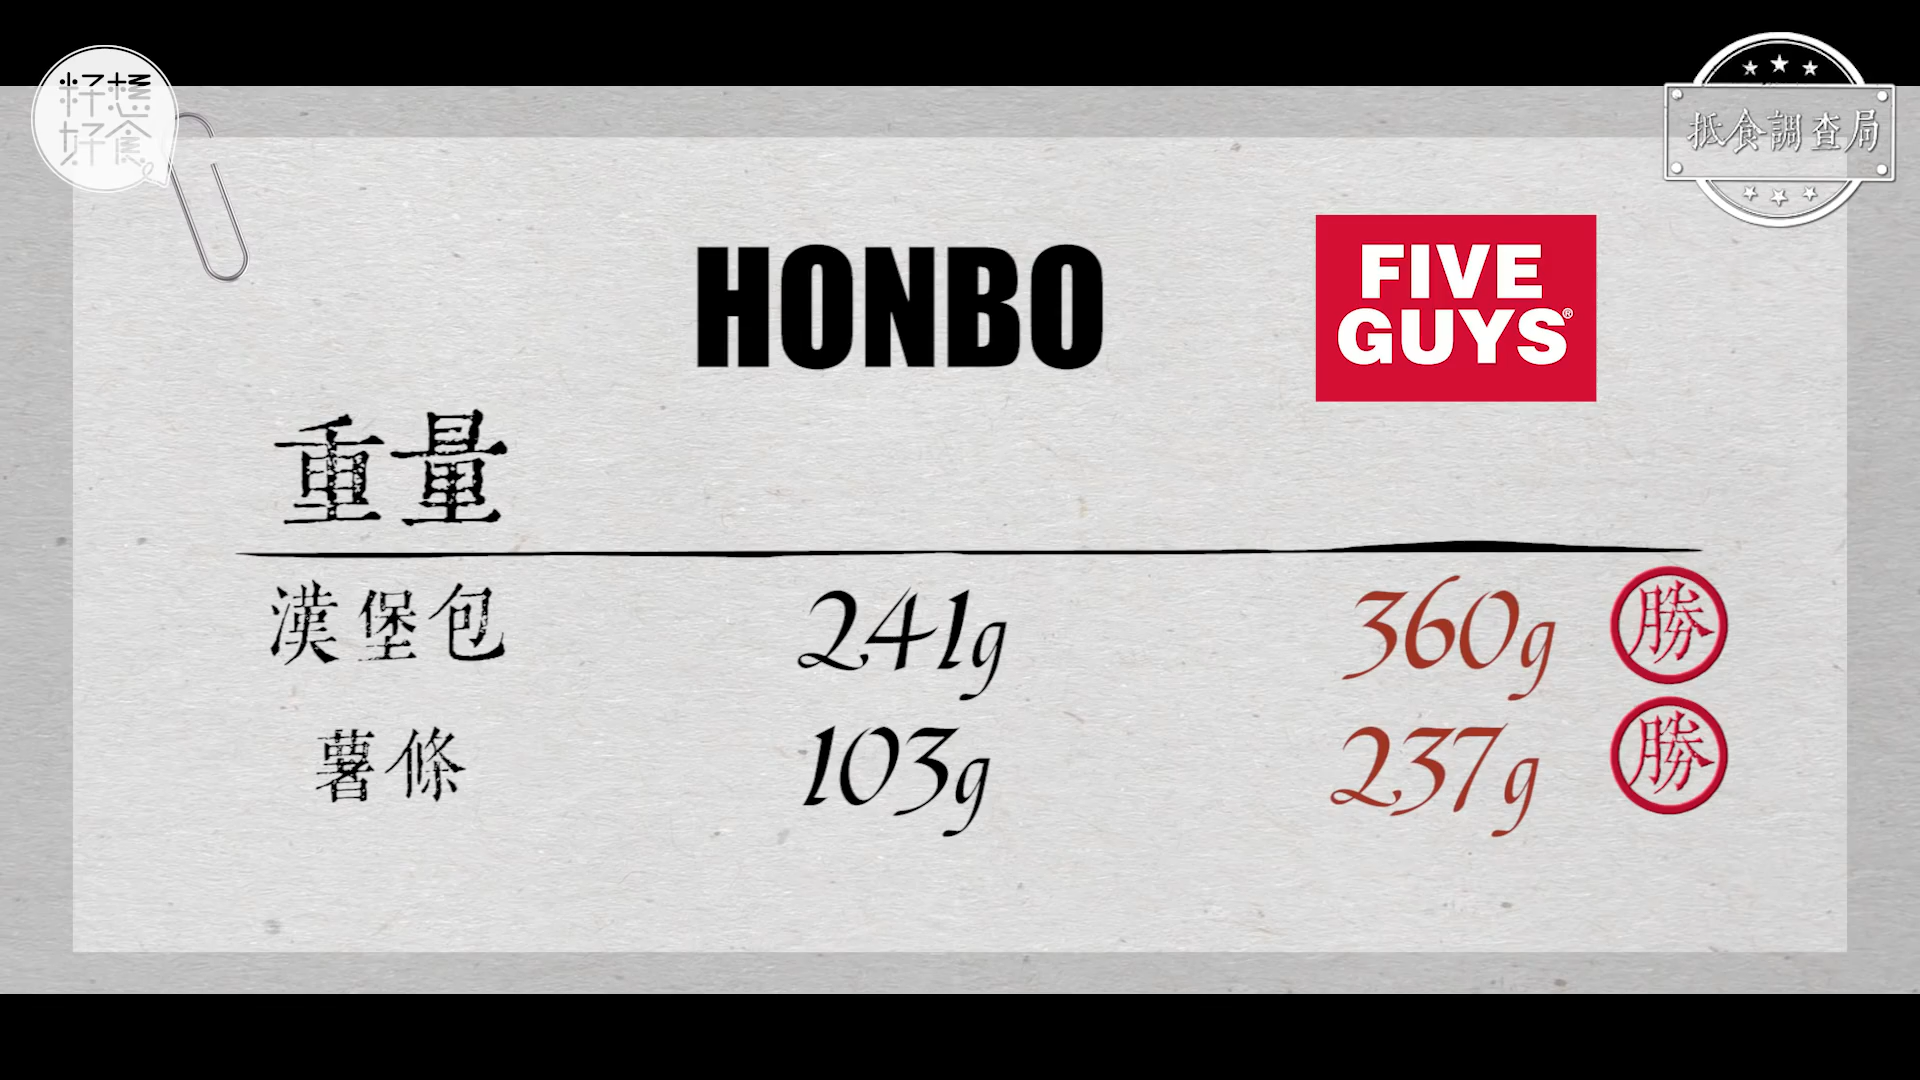 籽想
好食
抵食調查局
HONBO
FIVE
GUYS®
重量
漢堡包 241g 360g 勝
薯條 103g 237g 勝